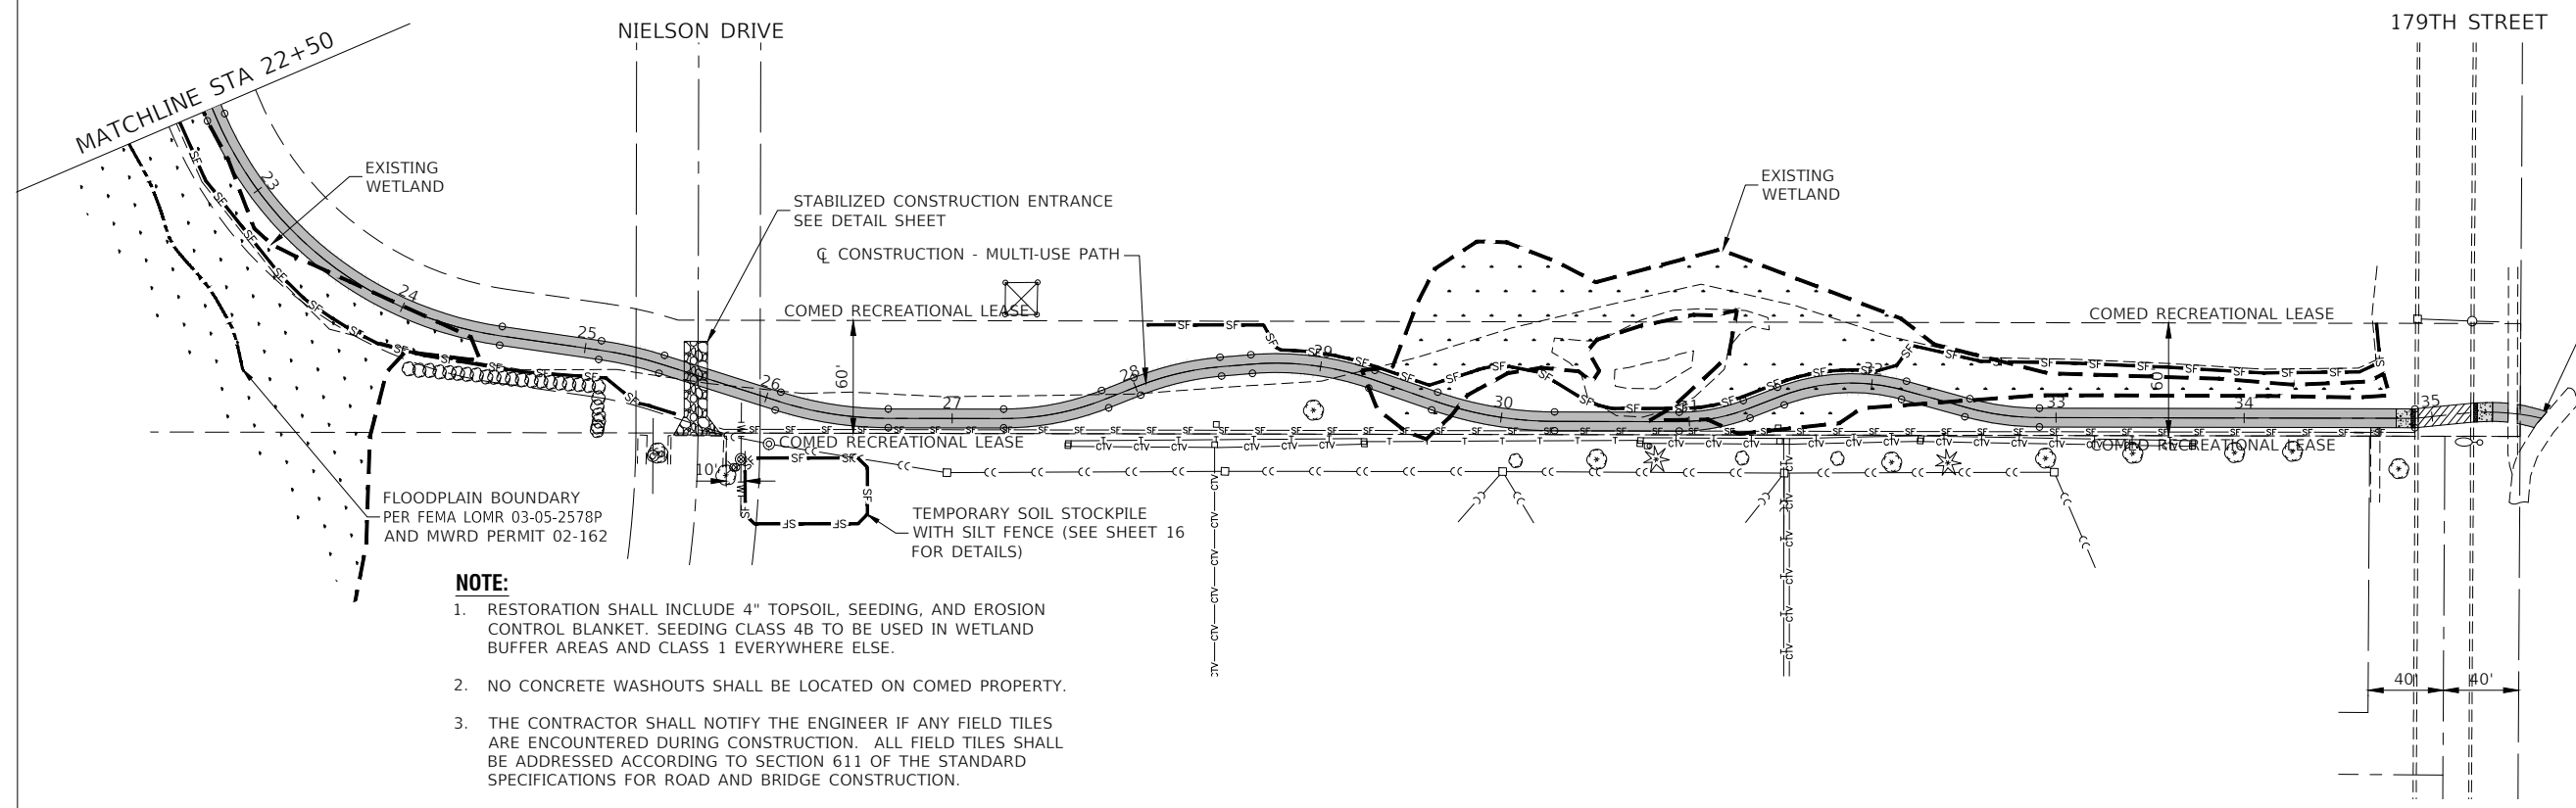 NIELSON DRIVE
179TH STREET
MATCHLINE STA 22+50
EXISTING
WETLAND
23
24
25
26
27
28
29
30
31
32
33
34
35
STABILIZED CONSTRUCTION ENTRANCE
SEE DETAIL SHEET
℄ CONSTRUCTION - MULTI-USE PATH
COMED RECREATIONAL LEASE
60'
COMED RECREATIONAL LEASE
EXISTING
WETLAND
COMED RECREATIONAL LEASE
60'
COMED RECREATIONAL LEASE
10'
FLOODPLAIN BOUNDARY
PER FEMA LOMR 03-05-2578P
AND MWRD PERMIT 02-162
TEMPORARY SOIL STOCKPILE
WITH SILT FENCE (SEE SHEET 16
FOR DETAILS)
40'
40'
NOTE:
1. RESTORATION SHALL INCLUDE 4" TOPSOIL, SEEDING, AND EROSION
CONTROL BLANKET. SEEDING CLASS 4B TO BE USED IN WETLAND
BUFFER AREAS AND CLASS 1 EVERYWHERE ELSE.
2. NO CONCRETE WASHOUTS SHALL BE LOCATED ON COMED PROPERTY.
3. THE CONTRACTOR SHALL NOTIFY THE ENGINEER IF ANY FIELD TILES
ARE ENCOUNTERED DURING CONSTRUCTION. ALL FIELD TILES SHALL
BE ADDRESSED ACCORDING TO SECTION 611 OF THE STANDARD
SPECIFICATIONS FOR ROAD AND BRIDGE CONSTRUCTION.